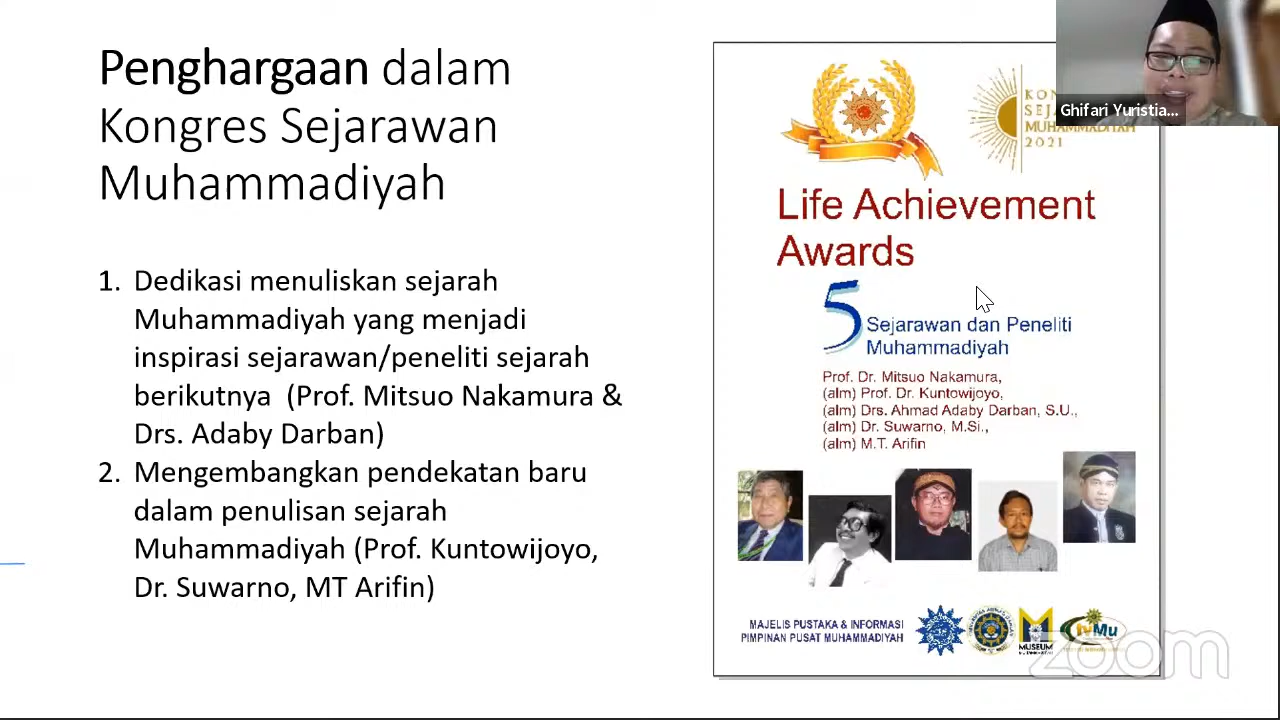 Penghargaan dalam
Kongres Sejarawan
Muhammadiyah
1. Dedikasi menuliskan sejarah
Muhammadiyah yang menjadi
inspirasi sejarawan/peneliti sejarah
berikutnya (Prof. Mitsuo Nakamura &
Drs. Adaby Darban)
2. Mengembangkan pendekatan baru
dalam penulisan sejarah
Muhammadiyah (Prof. Kuntowijoyo,
Dr. Suwarno, MT Arifin)
MUHAMMADIYAH
2021
Ghifari Yuristia...
Life Achievement
Awards
5 Sejarawan dan Peneliti
Muhammadiyah
Prof. Dr. Mitsuo Nakamura,
(alm) Prof. Dr. Kuntowijoyo,
(alm) Drs. Ahmad Adaby Darban, S.U.,
(alm) Dr. Suwarno, M.Si.,
(alm) M.T. Arifin
MAJELIS PUSTAKA & INFORMASI
PIMPINAN PUSAT MUHAMMADIYAH
MUSEUM
tvMu
zoom